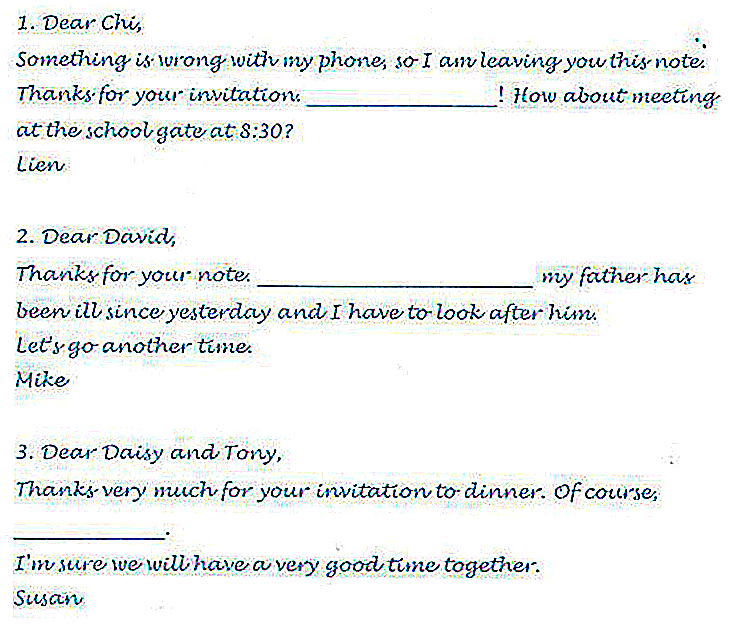 1. Dear Chi,
Something is wrong with my phone, so I am leaving you this note.
Thanks for your invitation. _______________! How about meeting
at the school gate at 8:30?
Lien
2. Dear David,
Thanks for your note. ______________________ my father has
been ill since yesterday and I have to look after him.
Let's go another time.
Mike
3. Dear Daisy and Tony,
Thanks very much for your invitation to dinner. Of course,
____________.
I'm sure we will have a very good time together.
Susan